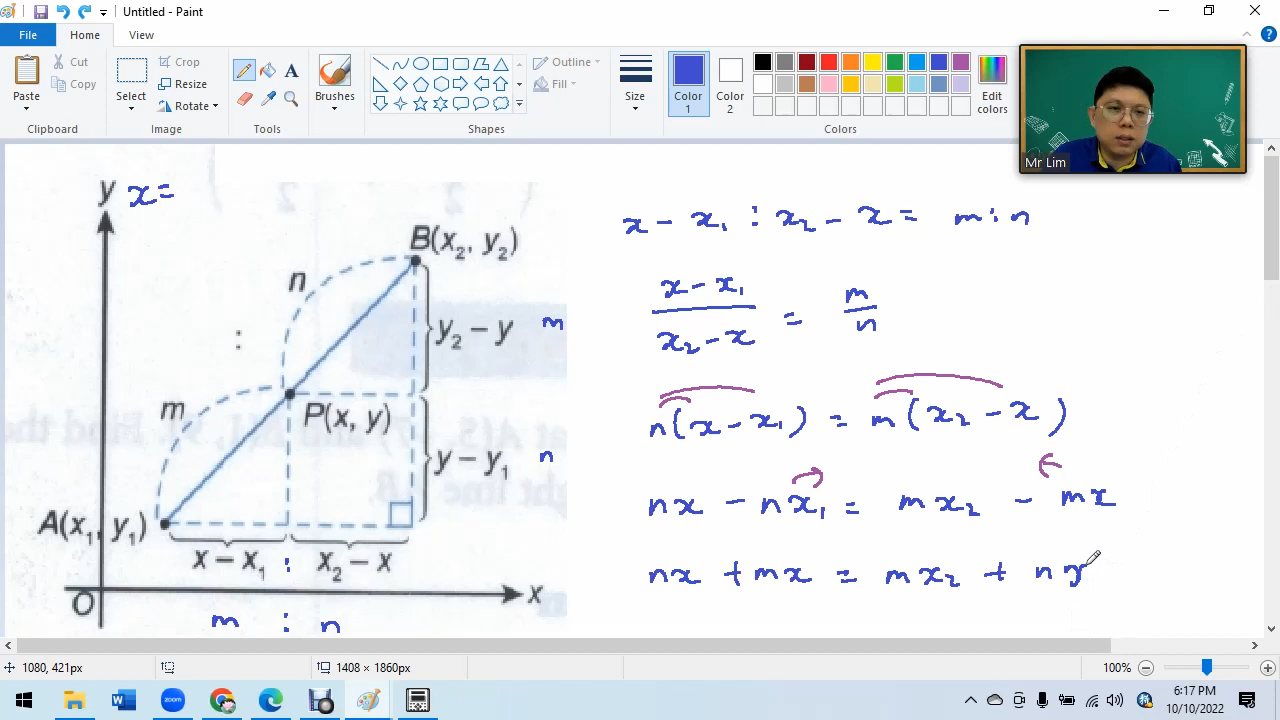 Untitled - Paint
File
Home
View
Paste
Cut
Copy
Clipboard
Select
Crop
Resize
Rotate
Image
A
Tools
Brushes
Shapes
Outline
Fill
Size
Color 1
Color 2
Edit colors
Colors
Mr Lim
y
x=
B(x₂, y₂)
n
:
y₂ − y
m
m
P(x, y)
y − y₁
n
A(x₁, y₁)
x − x₁ : x₂ − x
O
x
m : n
x − x₁ : x₂ − x = m : n
x − x₁ / x₂ − x = m / n
n(x − x₁) = m(x₂ − x)
nx − nx₁ = mx₂ − mx
nx + mx = mx₂ + nx
1080, 421px
1408 × 1860px
100%
W
zoom
6:17 PM
10/10/2022